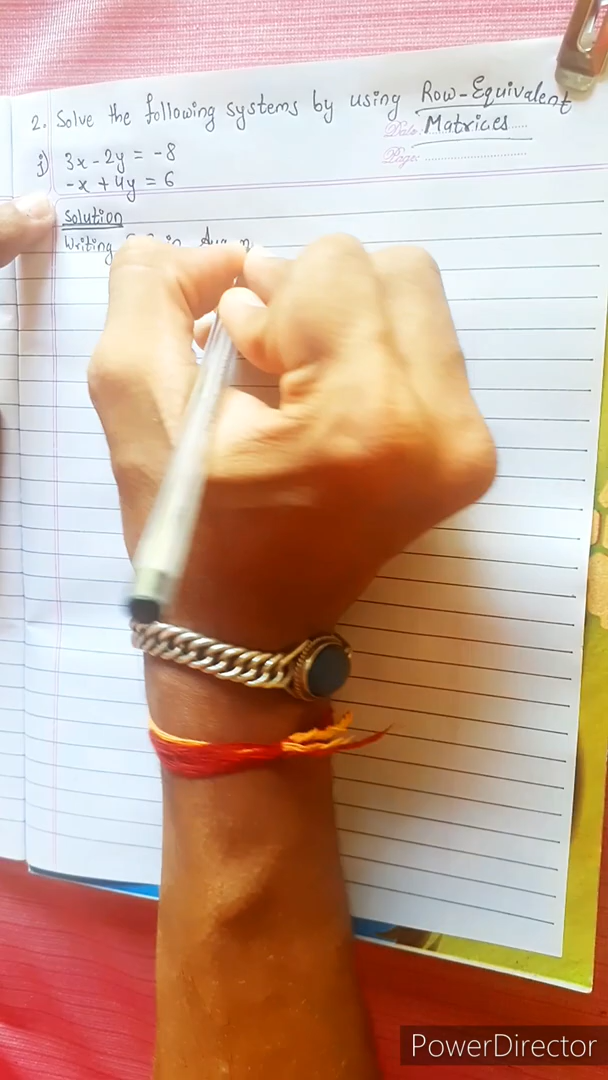 2. Solve the following systems by using Row-Equivalent
Matrices
Date:
Page:
i) 3x - 2y = -8
-x + 4y = 6
Solution
Writing in
PowerDirector